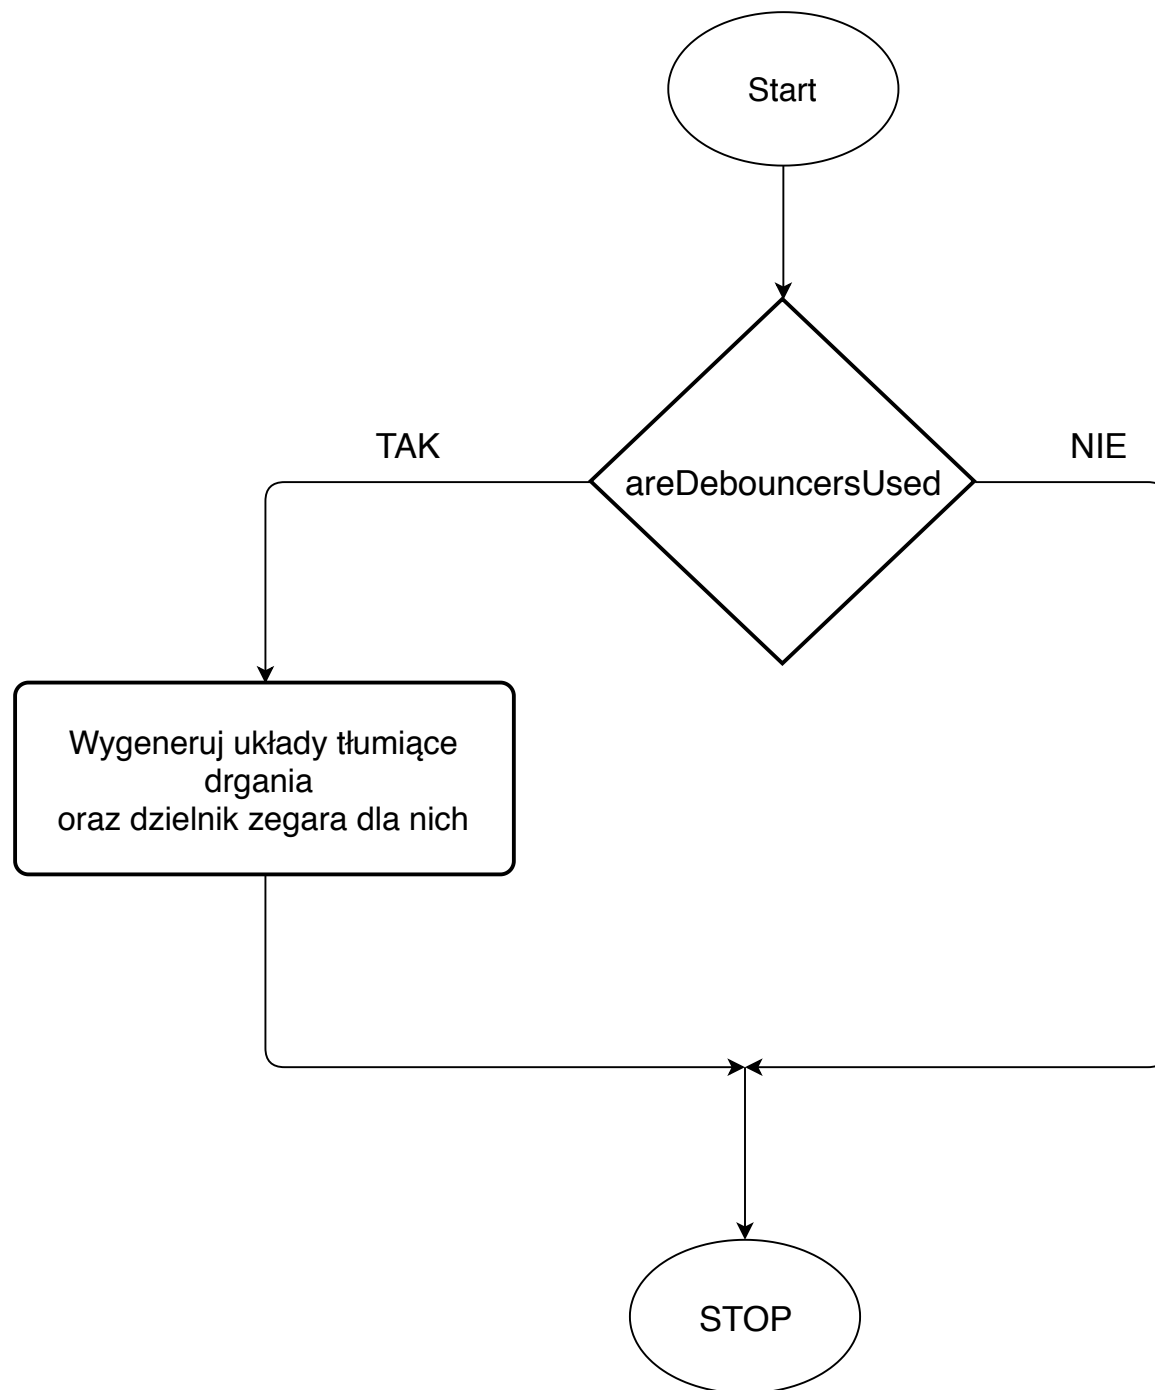 Start
TAK
NIE
areDebouncersUsed
Wygeneruj układy tłumiące
drgania
oraz dzielnik zegara dla nich
STOP